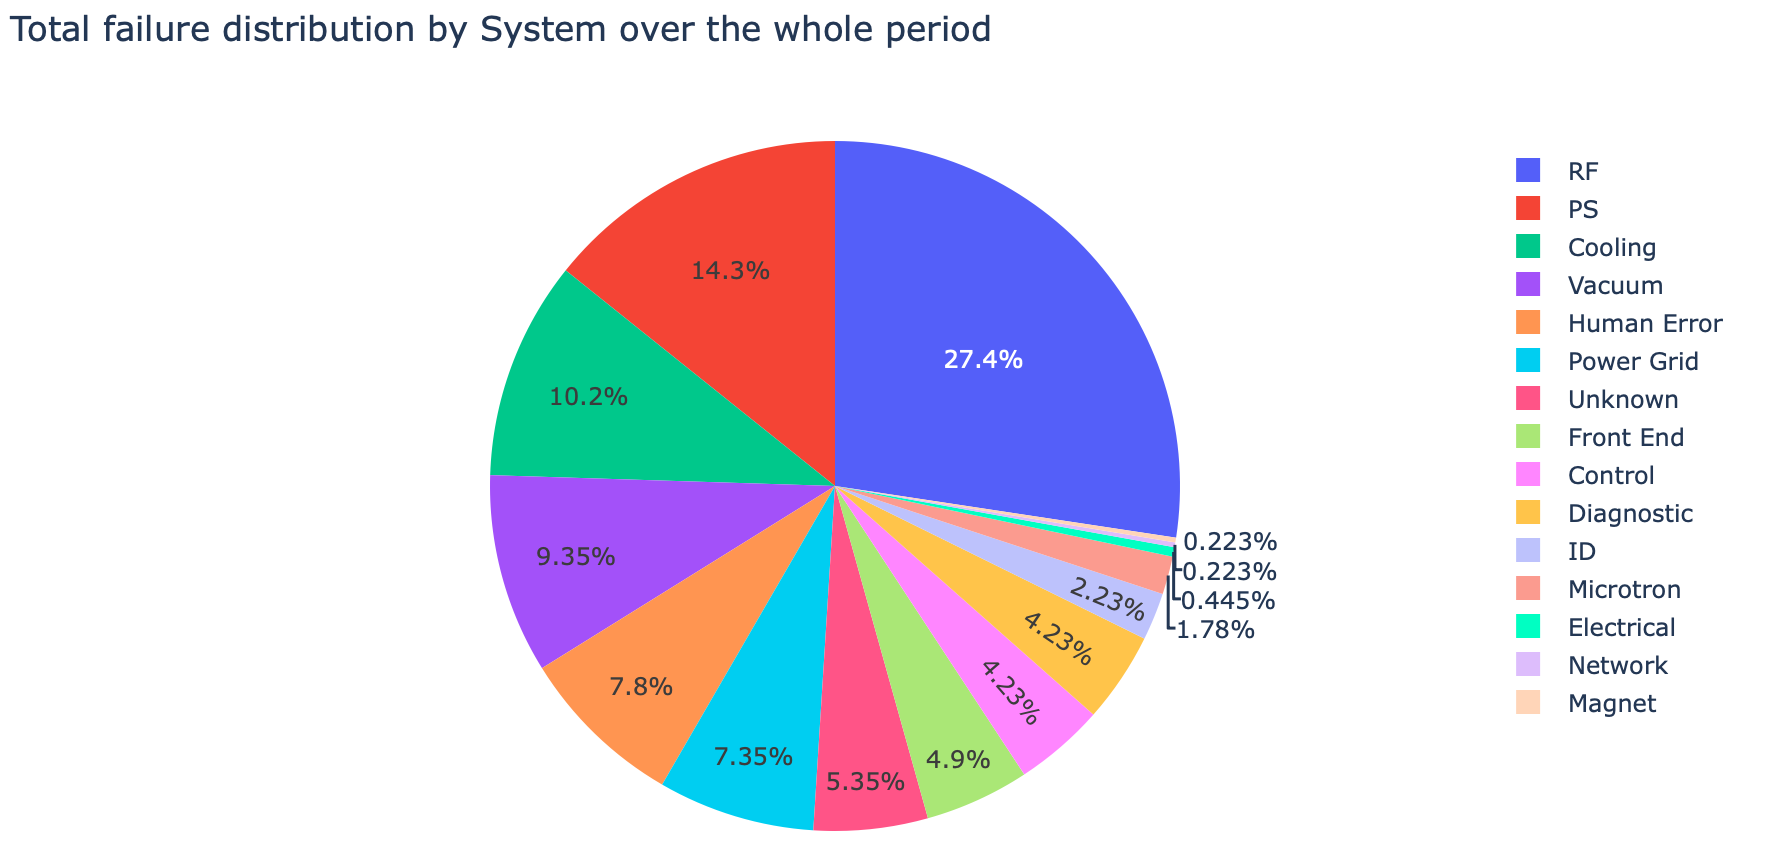 Total failure distribution by System over the whole period
14.3%
27.4%
10.2%
9.35%
7.8%
7.35%
5.35%
4.9%
4.23%
4.23%
2.23%
0.223%
0.223%
0.445%
1.78%
RF
PS
Cooling
Vacuum
Human Error
Power Grid
Unknown
Front End
Control
Diagnostic
ID
Microtron
Electrical
Network
Magnet